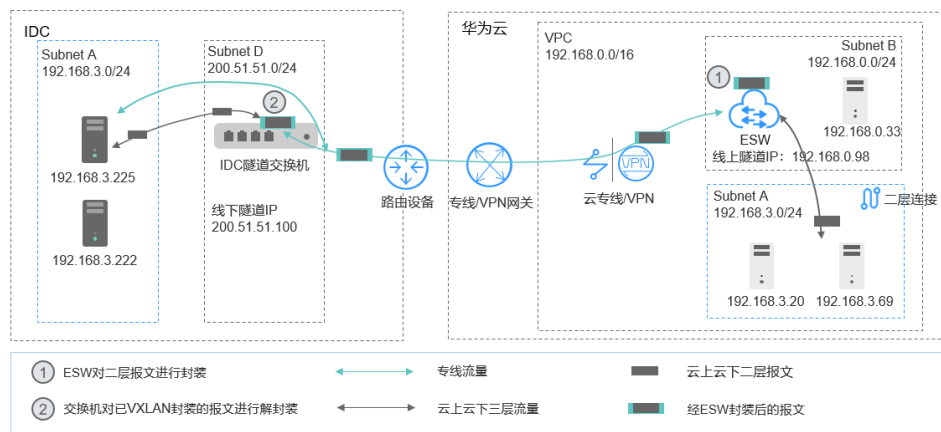 IDC
Subnet A
192.168.3.0/24
192.168.3.225
192.168.3.222
Subnet D
200.51.51.0/24
2
IDC隧道交换机
线下隧道IP
200.51.51.100
路由设备
专线/VPN网关
华为云
VPC
192.168.0.0/16
VPN
云专线/VPN
Subnet B
192.168.0.0/24
1
192.168.0.33
ESW
线上隧道IP：192.168.0.98
Subnet A
192.168.3.0/24
二层连接
192.168.3.20
192.168.3.69
1 ESW对二层报文进行封装
专线流量
云上云下二层报文
2 交换机对已VXLAN封装的报文进行解封装
云上云下三层流量
经ESW封装后的报文